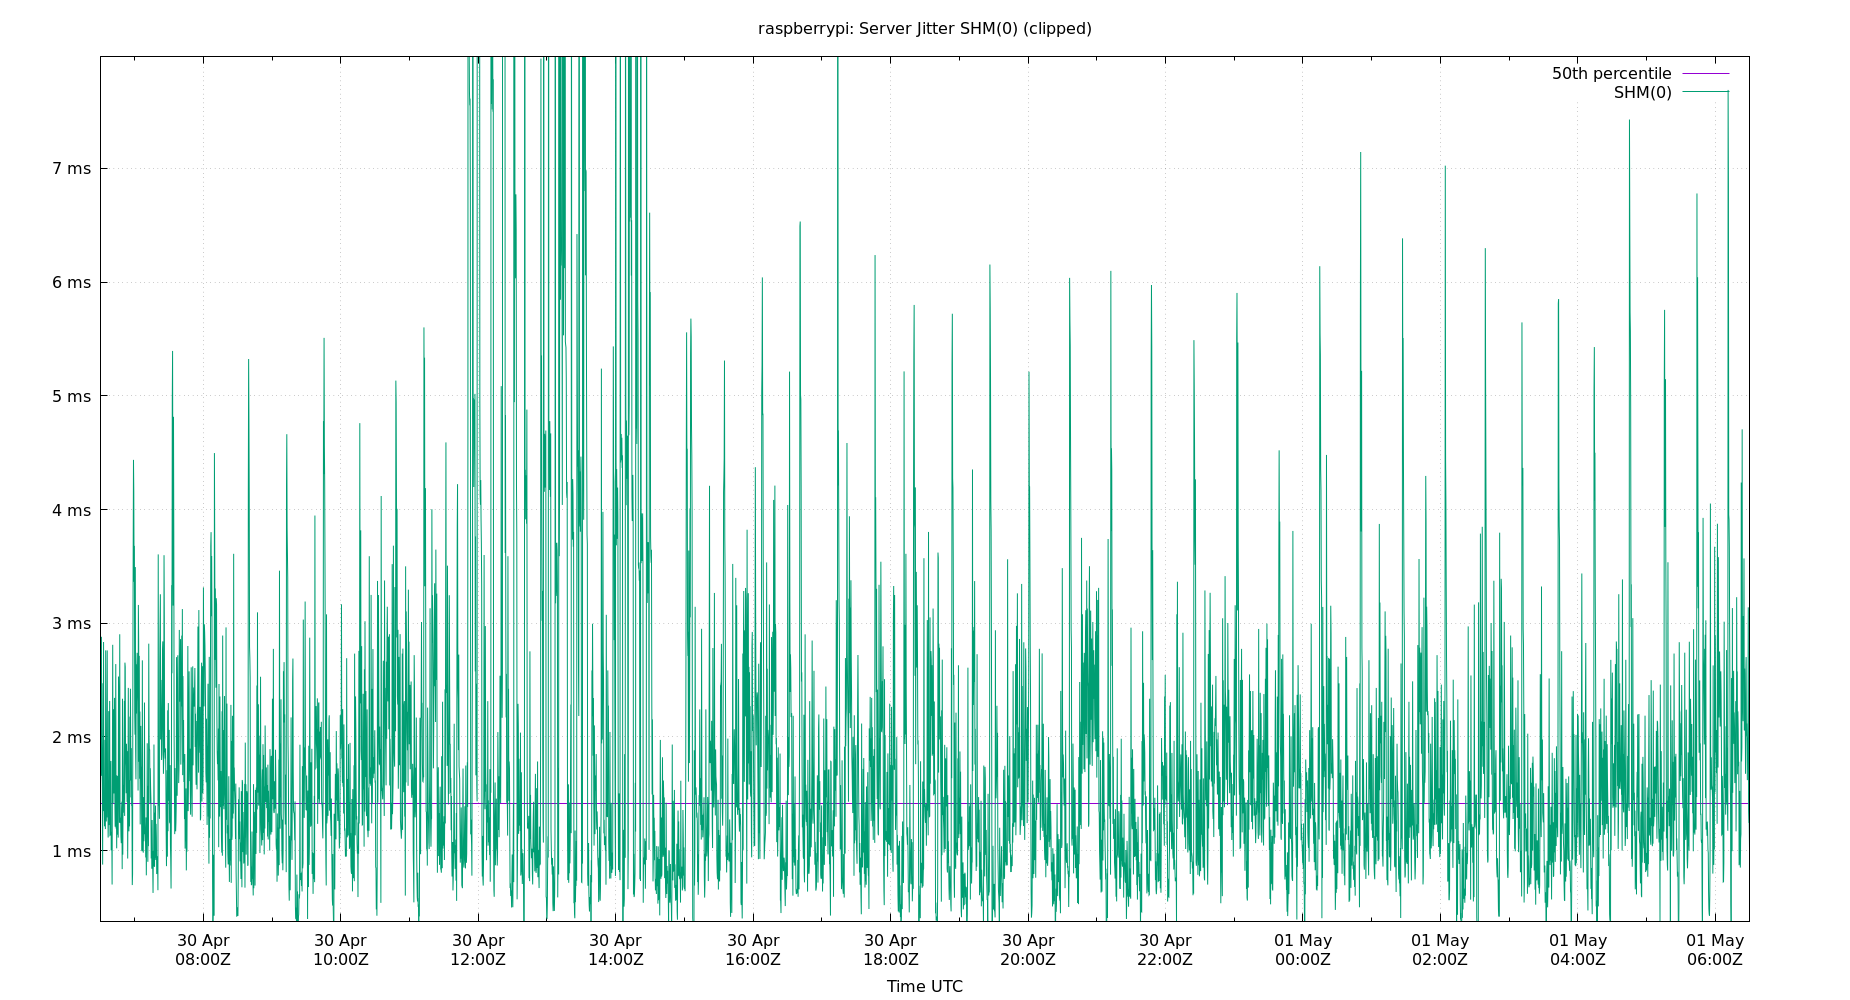 raspberrypi: Server Jitter SHM(0) (clipped)
50th percentile
SHM(0)
7 ms
6 ms
5 ms
4 ms
3 ms
2 ms
1 ms
30 Apr 30 Apr 30 Apr 30 Apr 30 Apr 30 Apr 30 Apr 30 Apr 01 May 01 May 01 May 01 May
08:00Z 10:00Z 12:00Z 14:00Z 16:00Z 18:00Z 20:00Z 22:00Z 00:00Z 02:00Z 04:00Z 06:00Z
Time UTC